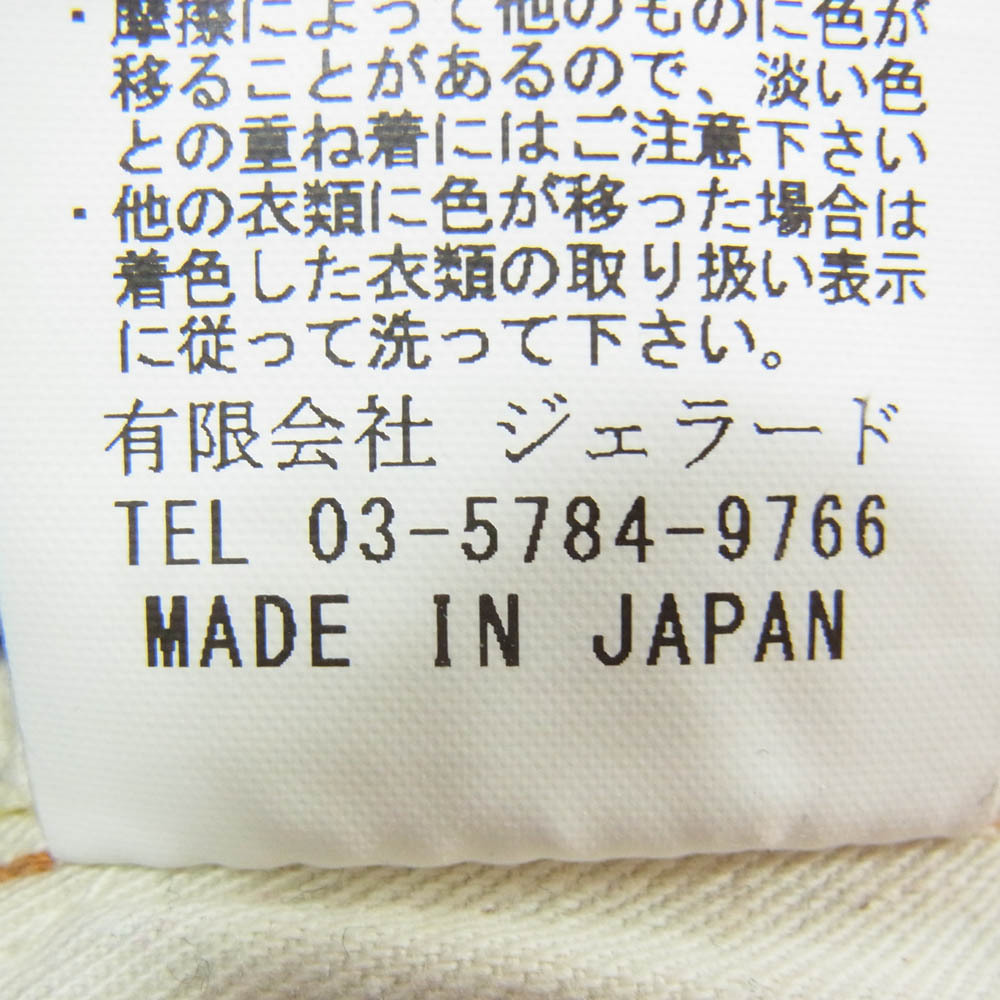 ・摩擦によって他のものに色が
移ることがあるので、淡い色
との重ね着にはご注意下さい
・他の衣類に色が移った場合は
着色した衣類の取り扱い表示
に従って洗って下さい。
有限会社 ジェラード
TEL 03-5784-9766
MADE IN JAPAN